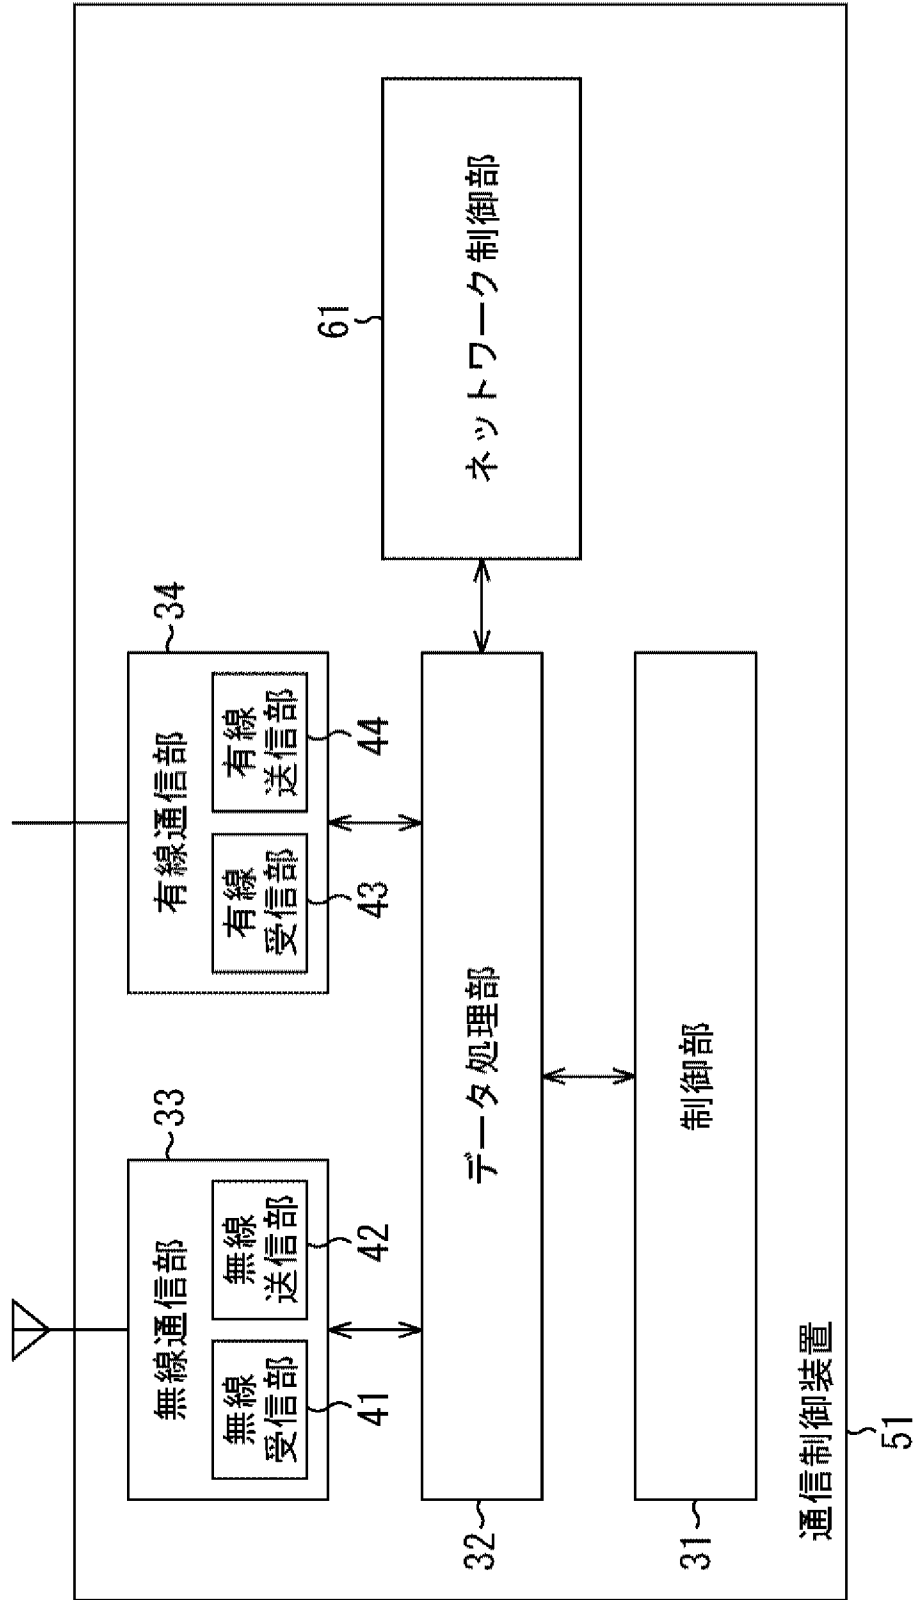 無線通信部
33
無線
受信部
41
無線
送信部
42
有線通信部
34
有線
受信部
43
有線
送信部
44
データ処理部
32
ネットワーク制御部
61
制御部
31
通信制御装置
51